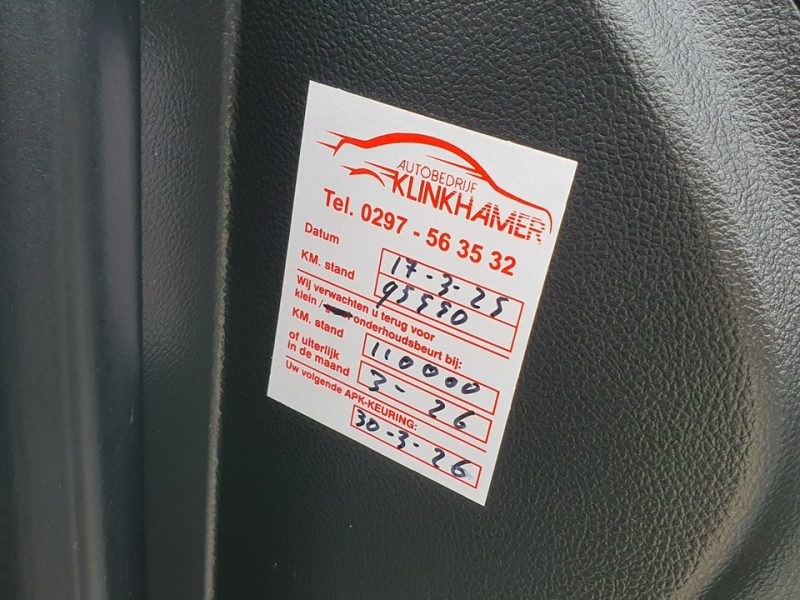 AUTOBEDRIJF
KLINKHAMER
Tel. 0297 - 56 35 32
Datum 17-3-25
KM. stand 95550
Wij verwachten u terug voor
klein / onderhoudsbeurt bij:
KM. stand 110000
of uiterlijk
in de maand 3-26
Uw volgende APK-KEURING:
30-3-26